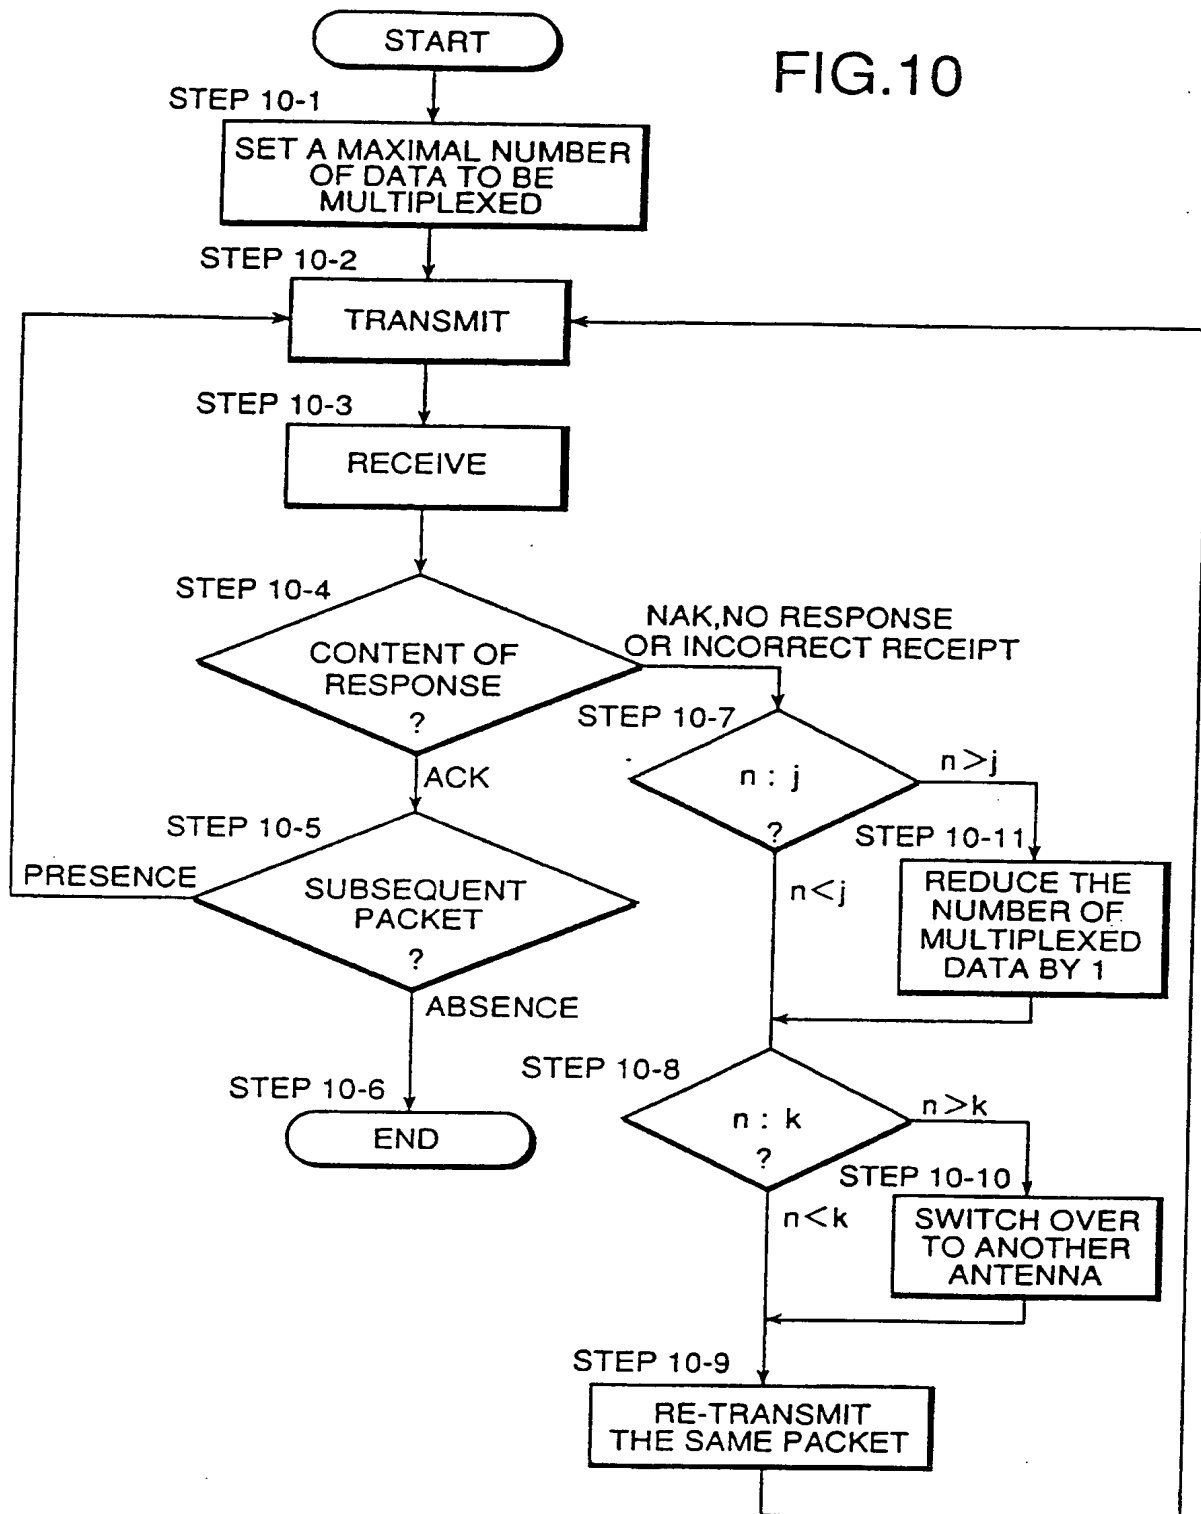 START
FIG.10
STEP 10-1
SET A MAXIMAL NUMBER
OF DATA TO BE
MULTIPLEXED
STEP 10-2
TRANSMIT
STEP 10-3
RECEIVE
STEP 10-4
CONTENT OF
RESPONSE
?
NAK,NO RESPONSE
OR INCORRECT RECEIPT
ACK
STEP 10-5
PRESENCE
SUBSEQUENT
PACKET
?
ABSENCE
STEP 10-6
END
STEP 10-7
n : j
?
n>j
n<j
STEP 10-11
REDUCE THE
NUMBER OF
MULTIPLEXED
DATA BY 1
STEP 10-8
n : k
?
n>k
n<k
STEP 10-10
SWITCH OVER
TO ANOTHER
ANTENNA
STEP 10-9
RE-TRANSMIT
THE SAME PACKET